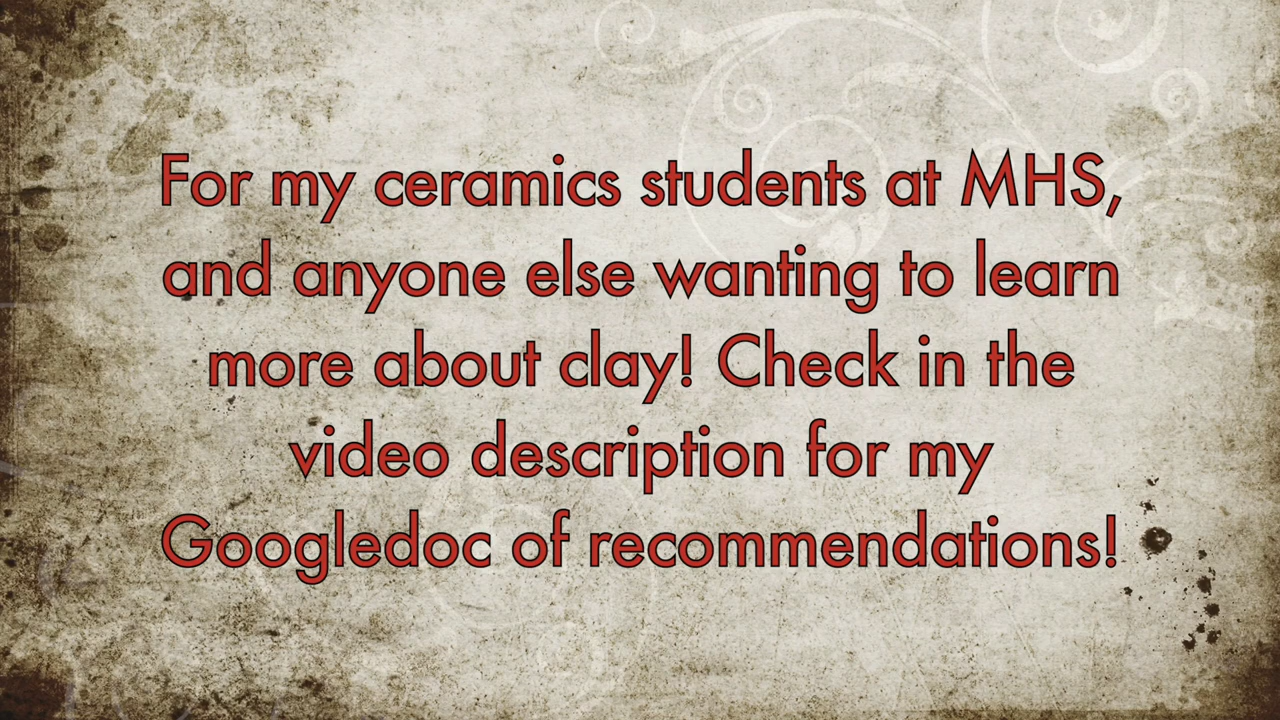 For my ceramics students at MHS,
and anyone else wanting to learn
more about clay! Check in the
video description for my
Googledoc of recommendations!